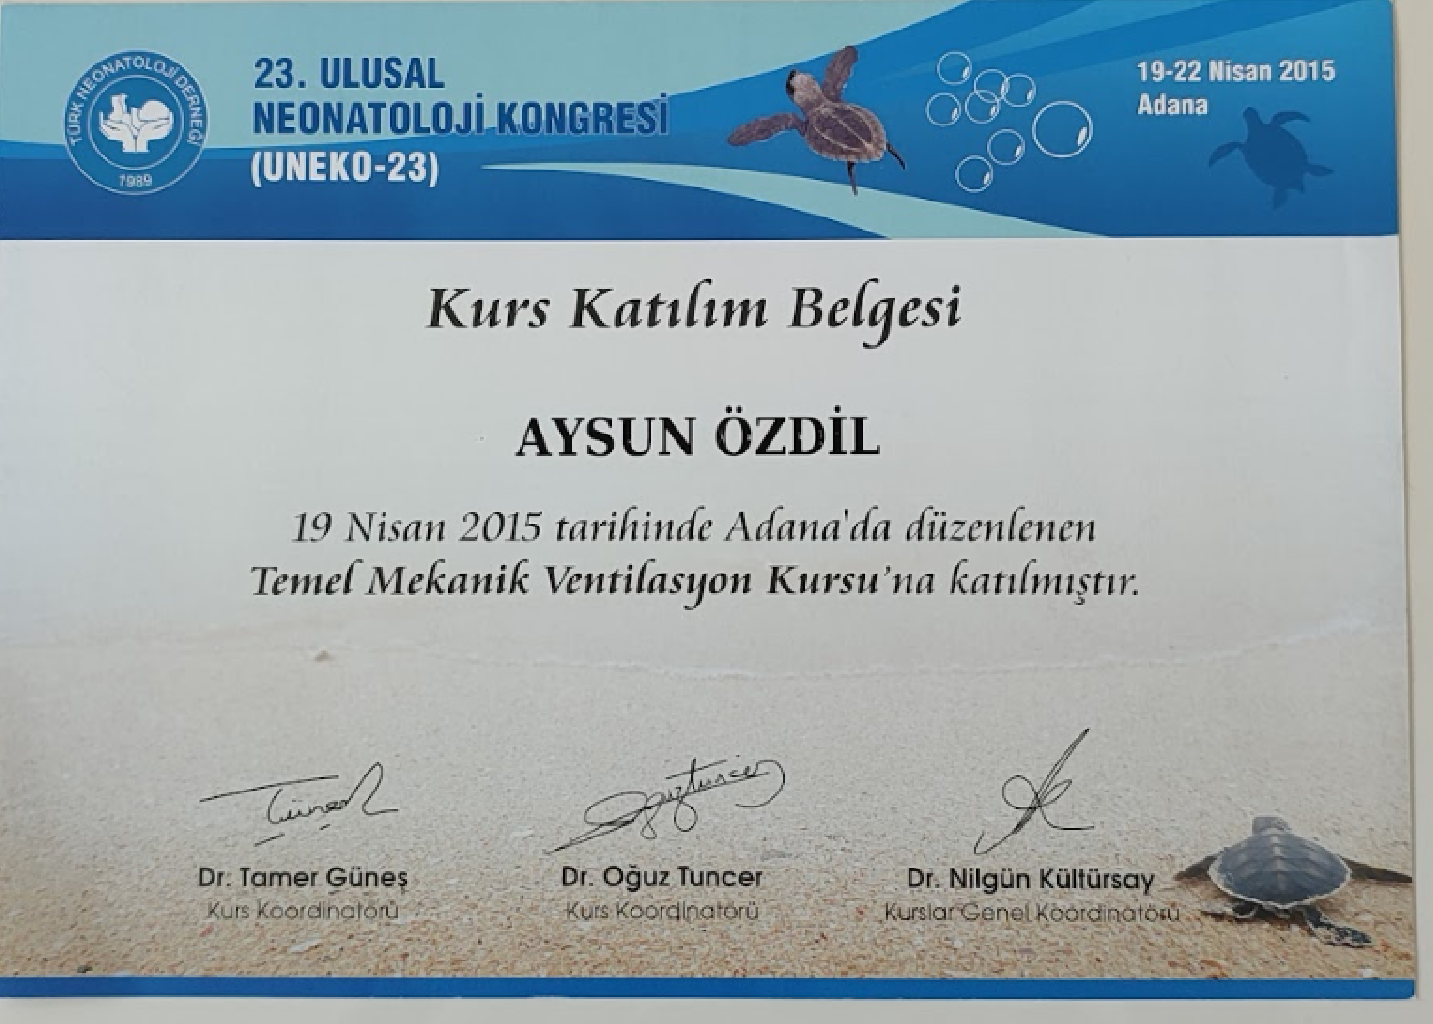 TÜRK NEONATOLOJİ DERNEĞİ
1989
23. ULUSAL
NEONATOLOJİ KONGRESİ
(UNEKO-23)
19-22 Nisan 2015
Adana
Kurs Katılım Belgesi
AYSUN ÖZDİL
19 Nisan 2015 tarihinde Adana'da düzenlenen
Temel Mekanik Ventilasyon Kursu'na katılmıştır.
Oğuztuncer
Dr. Tamer Güneş
Dr. Oğuz Tuncer
Dr. Nilgün Kültürsay
Kurs Koordinatörü
Kurs Koordinatörü
Kurslar Genel Koordinatörü